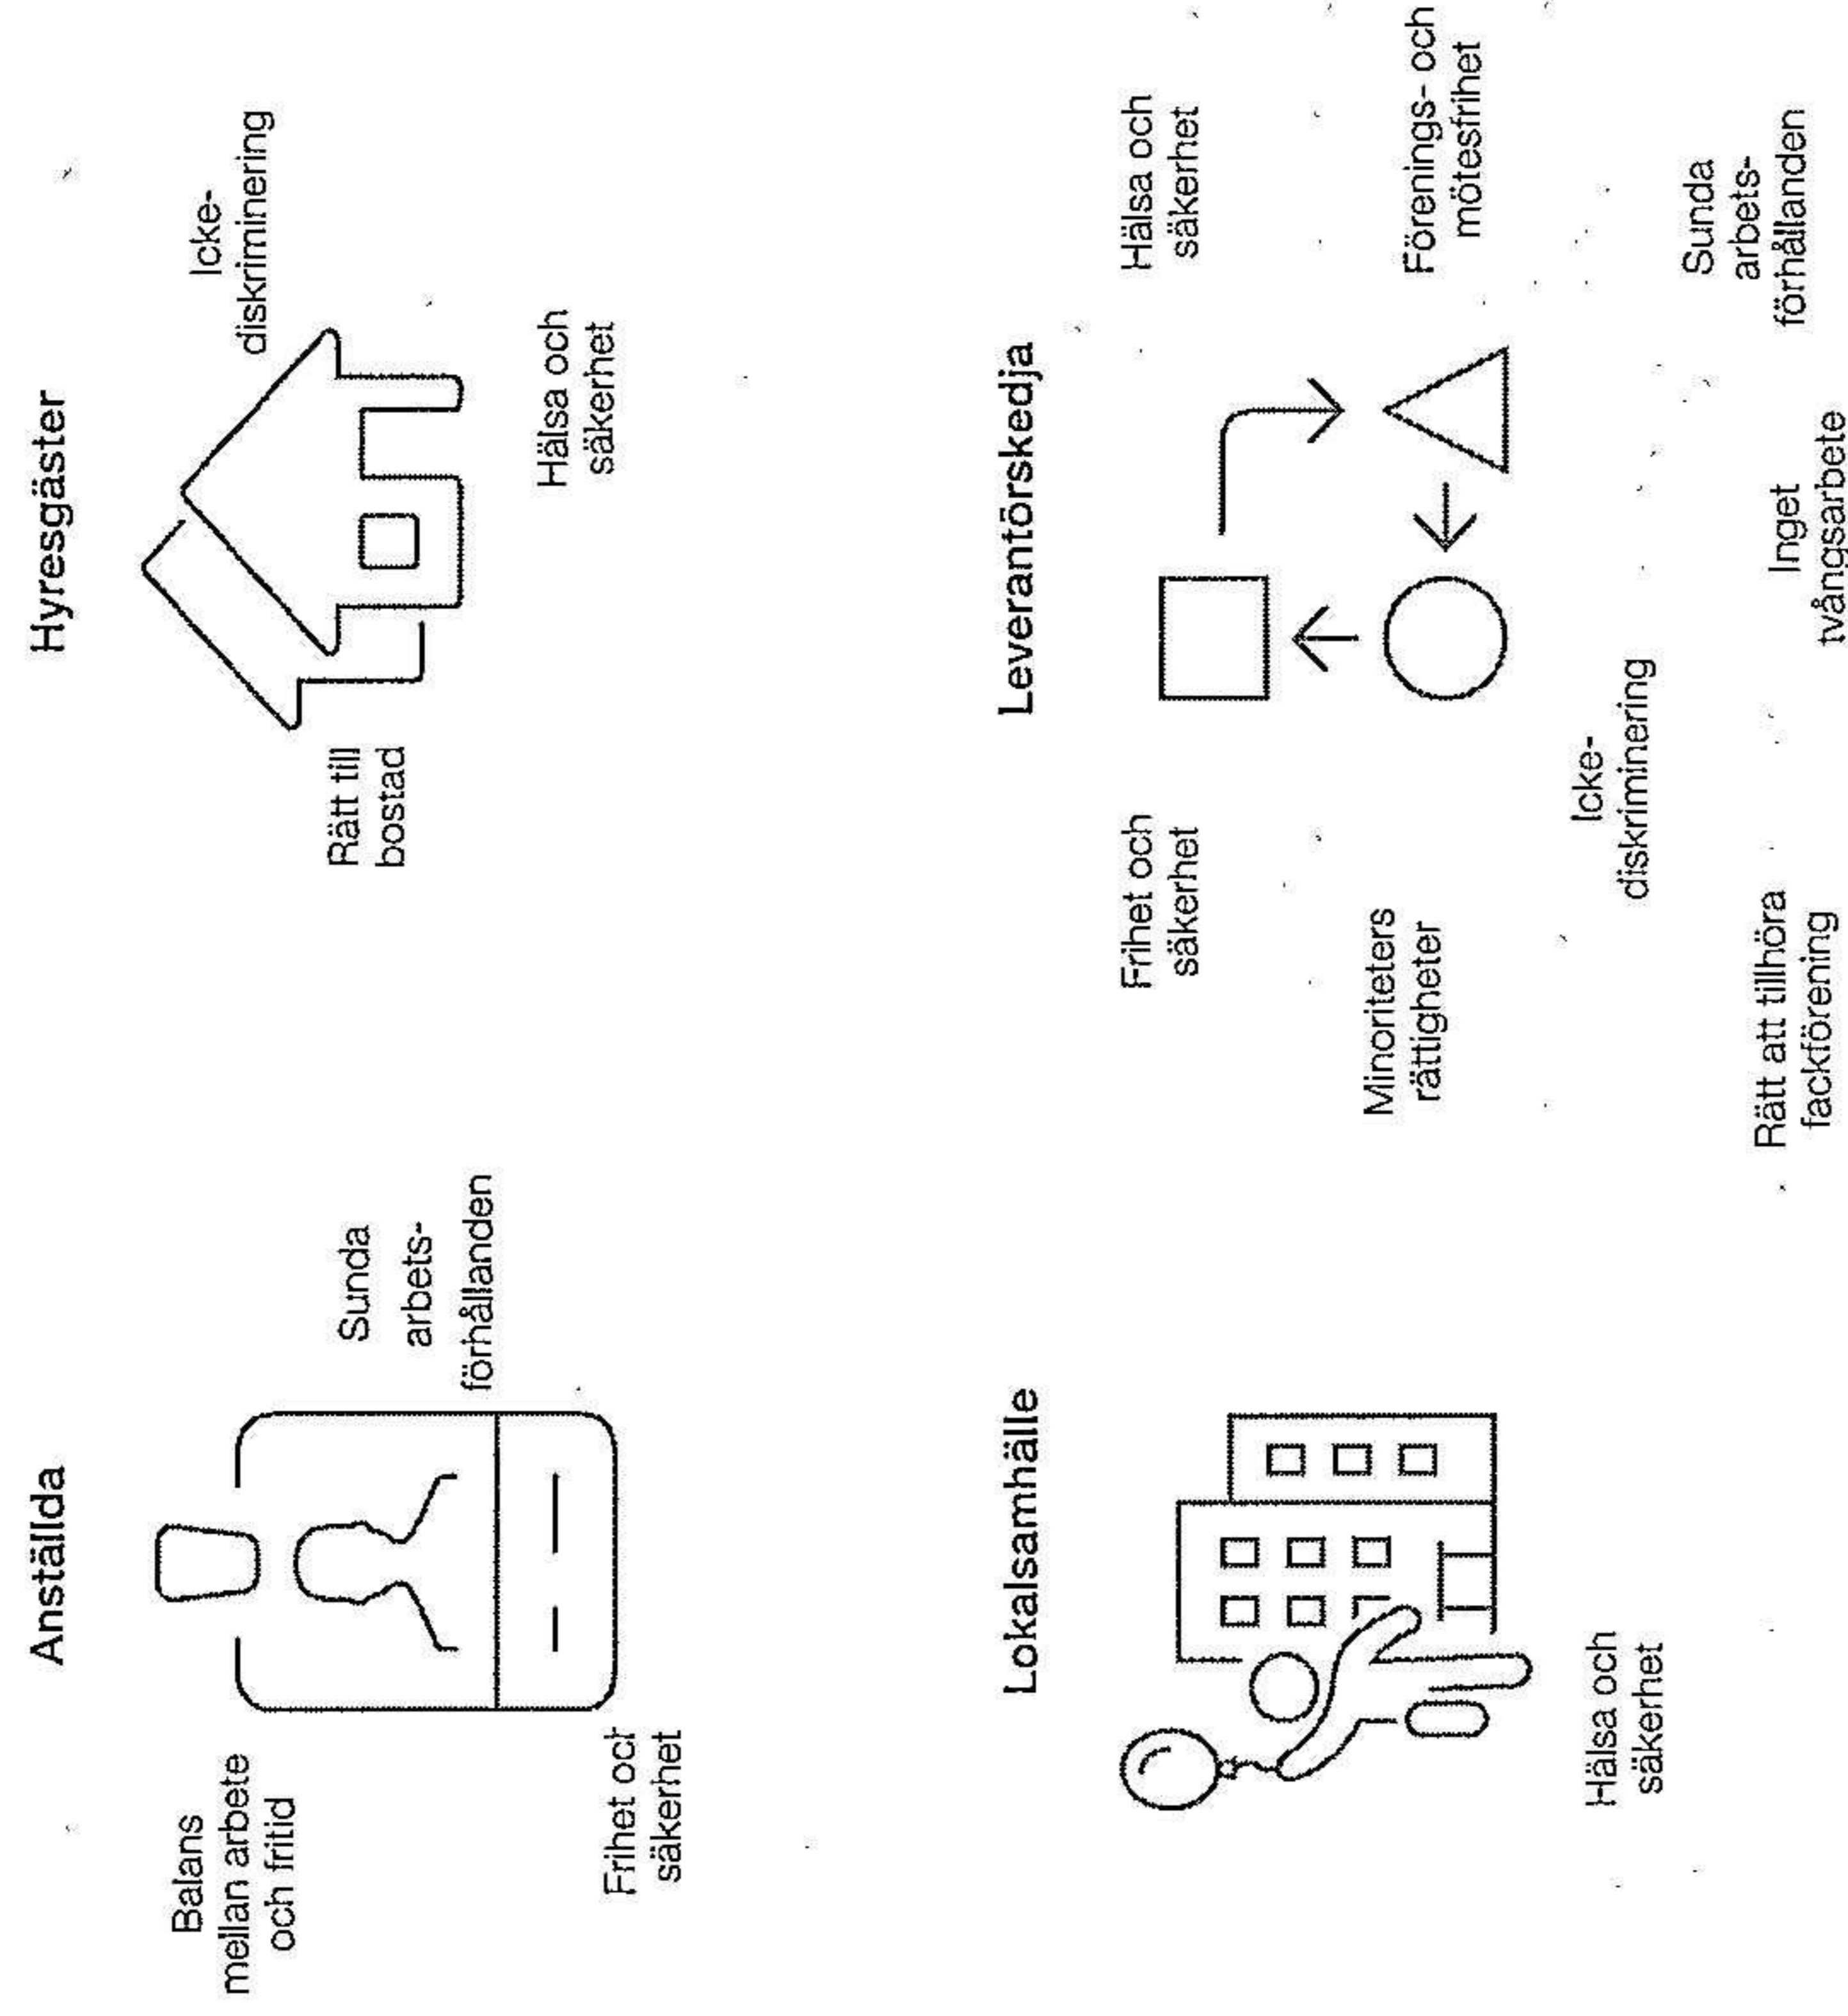 Anställda
Balans
mellan arbete
och fritid
Sunda
arbets-
förhållanden
Frihet och
säkerhet
Hyresgäster
Icke-
diskriminering
Rätt till
bostad
Hälsa och
säkerhet
Lokalsamhälle
Hälsa och
säkerhet
Leverantörskedja
Frihet och
säkerhet
Hälsa och
säkerhet
Minoriteters
rättigheter
Förenings- och
mötesfrihet
Icke-
diskriminering
Sunda
arbets-
förhållanden
Rätt att tillhöra
fackförening
Inget
tvångsarbete